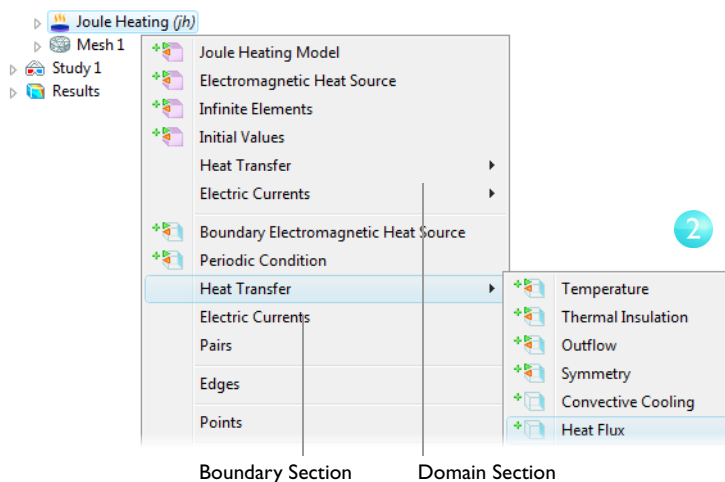 Joule Heating (jh)
Mesh 1
Study 1
Results
Joule Heating Model
Electromagnetic Heat Source
Infinite Elements
Initial Values
Heat Transfer
Electric Currents
Boundary Electromagnetic Heat Source
Periodic Condition
Heat Transfer
Electric Currents
Pairs
Edges
Points
2
Temperature
Thermal Insulation
Outflow
Symmetry
Convective Cooling
Heat Flux
Boundary Section
Domain Section